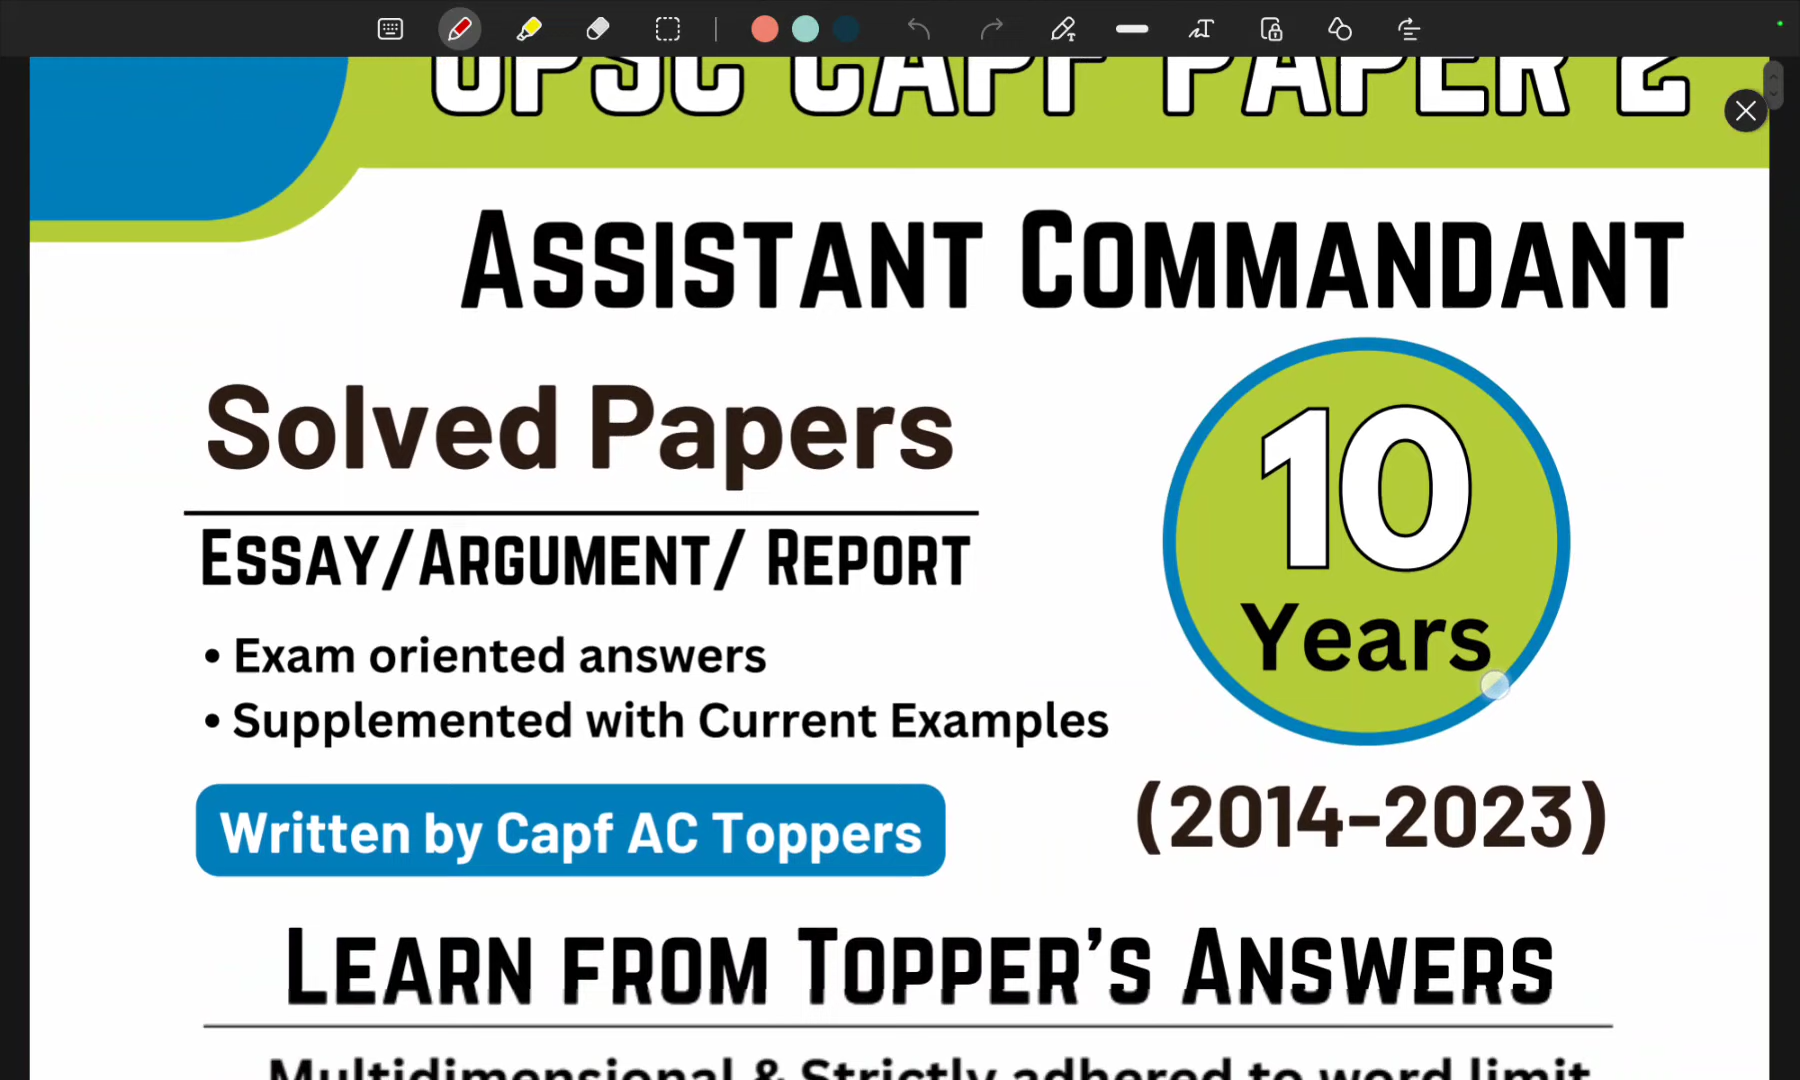 UPSC CAPF PAPER 2
ASSISTANT COMMANDANT
Solved Papers
ESSAY/ARGUMENT/ REPORT
• Exam oriented answers
• Supplemented with Current Examples
Written by Capf AC Toppers
10
Years
(2014-2023)
LEARN FROM TOPPER'S ANSWERS
Multidimensional & Strictly adhered to word limit